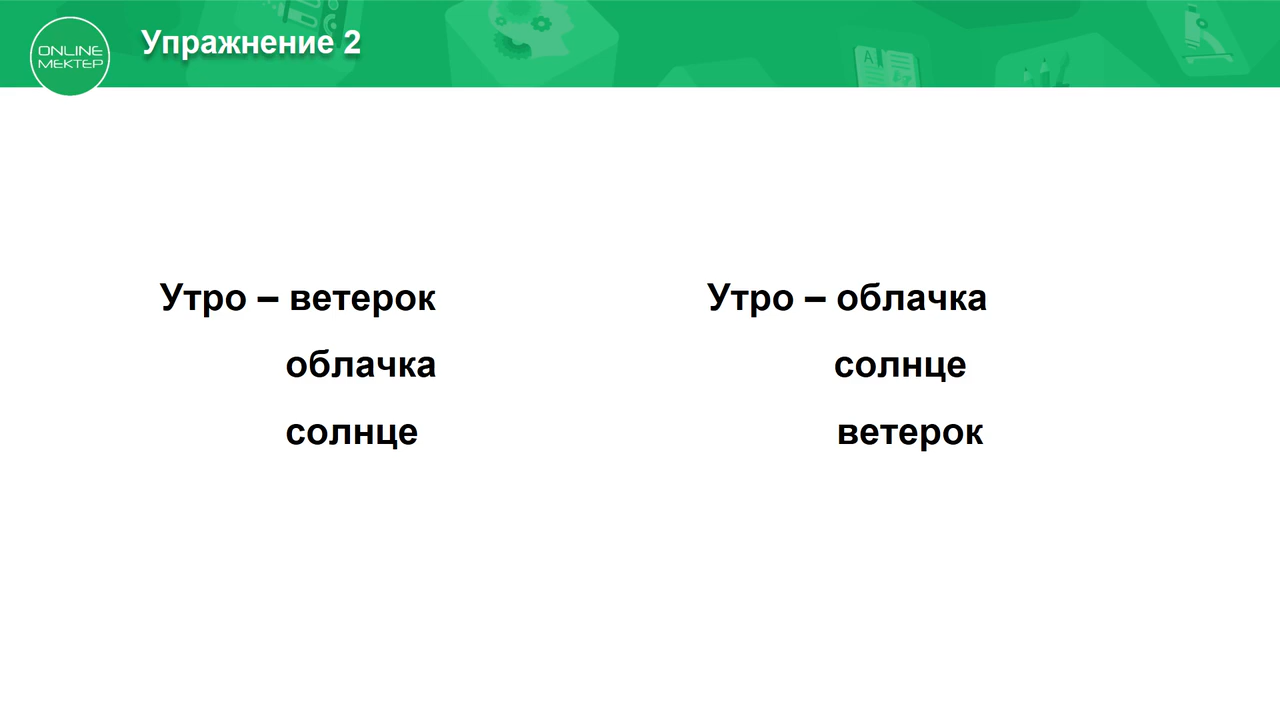 ONLINE
МЕКТЕР
Упражнение 2
Утро – ветерок
облачка
солнце
Утро – облачка
солнце
ветерок